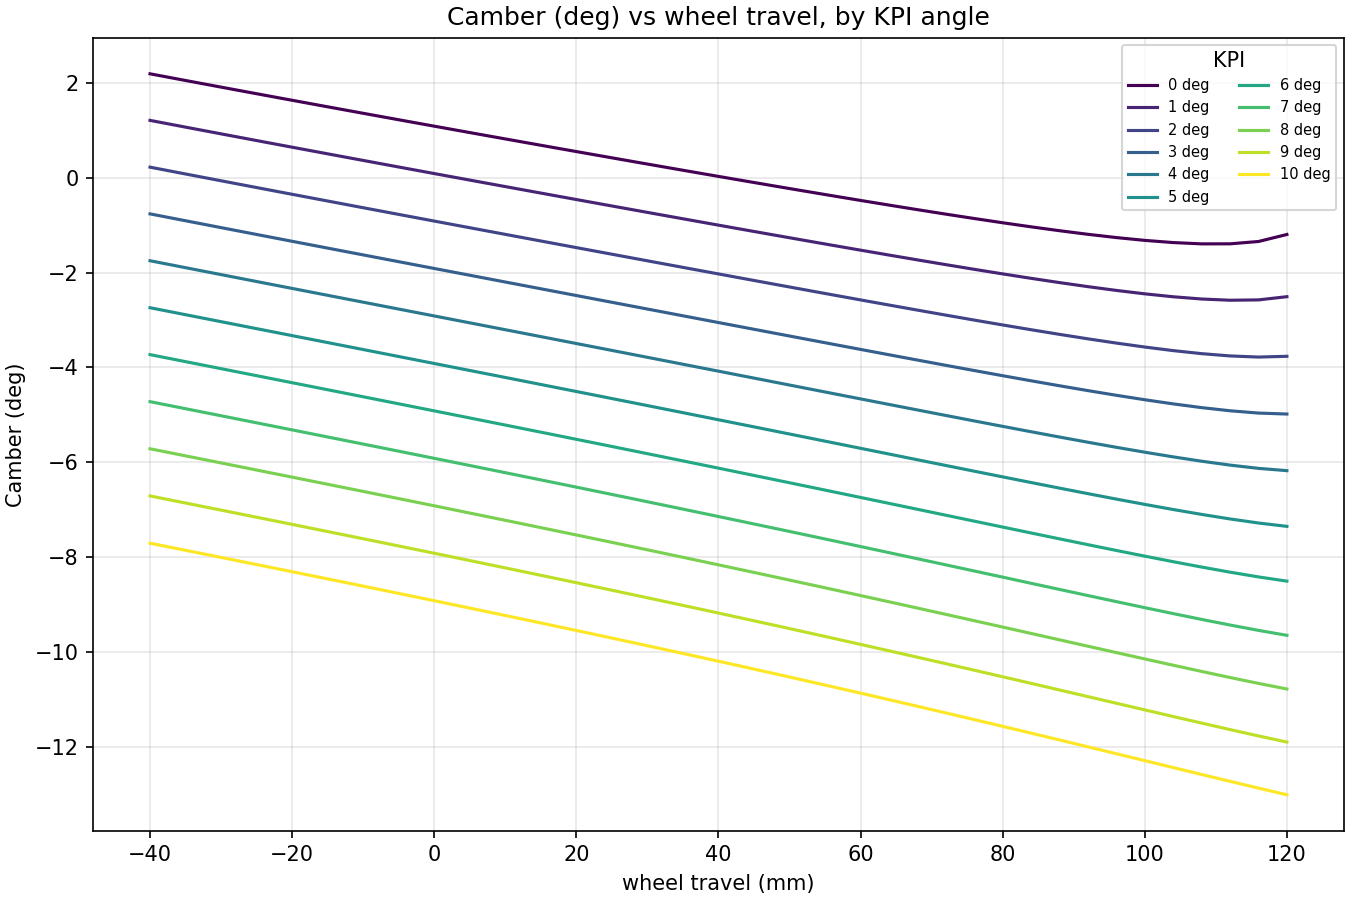 Camber (deg) vs wheel travel, by KPI angle
KPI
0 deg
1 deg
2 deg
3 deg
4 deg
5 deg
6 deg
7 deg
8 deg
9 deg
10 deg
Camber (deg)
2
0
−2
−4
−6
−8
−10
−12
−40
−20
0
20
40
60
80
100
120
wheel travel (mm)